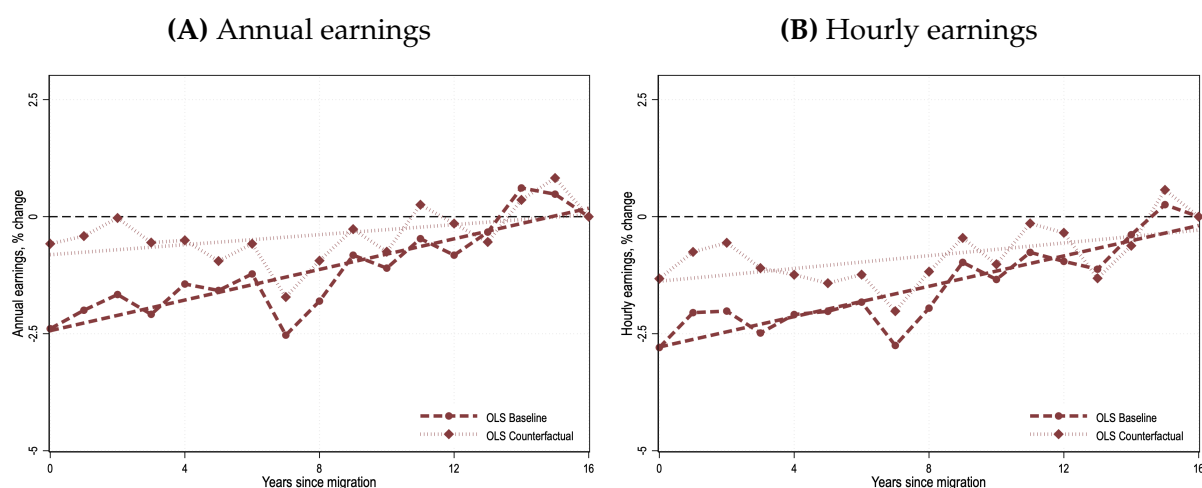 (A) Annual earnings
(B) Hourly earnings
Annual earnings, % change
2.5
0
-2.5
-5
0 4 8 12 16
Years since migration
OLS Baseline
OLS Counterfactual
Hourly earnings, % change
2.5
0
-2.5
-5
0 4 8 12 16
Years since migration
OLS Baseline
OLS Counterfactual